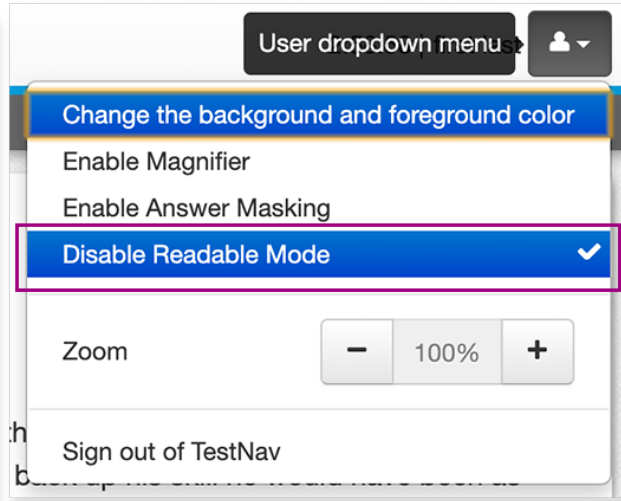 User dropdown menu
Change the background and foreground color
Enable Magnifier
Enable Answer Masking
Disable Readable Mode
Zoom
100%
Sign out of TestNav